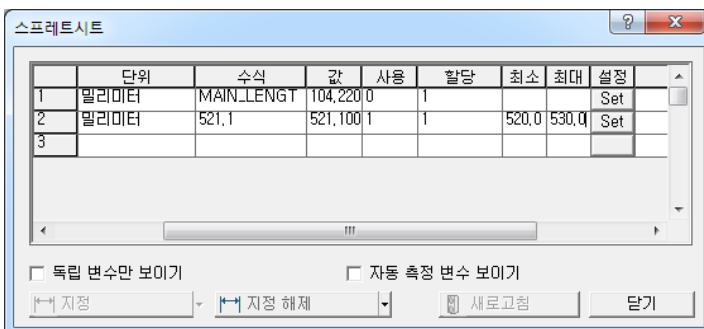 스프레트시트
단위 수식 값 사용 할당 최소 최대 설정
1 밀리미터 MAIN_LENGT 104,220 0 1 Set
2 밀리미터 521,1 521,100 1 1 520,0 530,0 Set
3
독립 변수만 보이기 자동 측정 변수 보이기
지정 지정 해제 새로고침 닫기